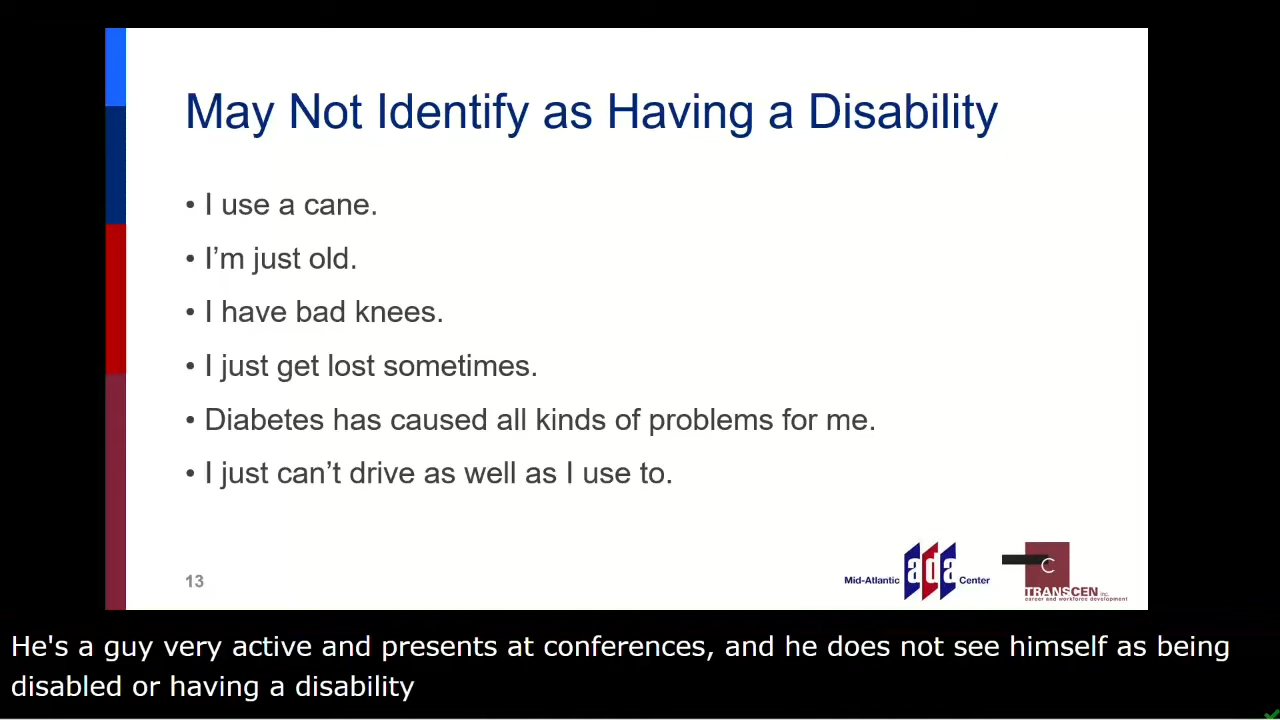 May Not Identify as Having a Disability
• I use a cane.
• I’m just old.
• I have bad knees.
• I just get lost sometimes.
• Diabetes has caused all kinds of problems for me.
• I just can’t drive as well as I use to.
13
Mid-Atlantic ada Center
C
TRANSCEN inc.
career and workforce development
He's a guy very active and presents at conferences, and he does not see himself as being
disabled or having a disability